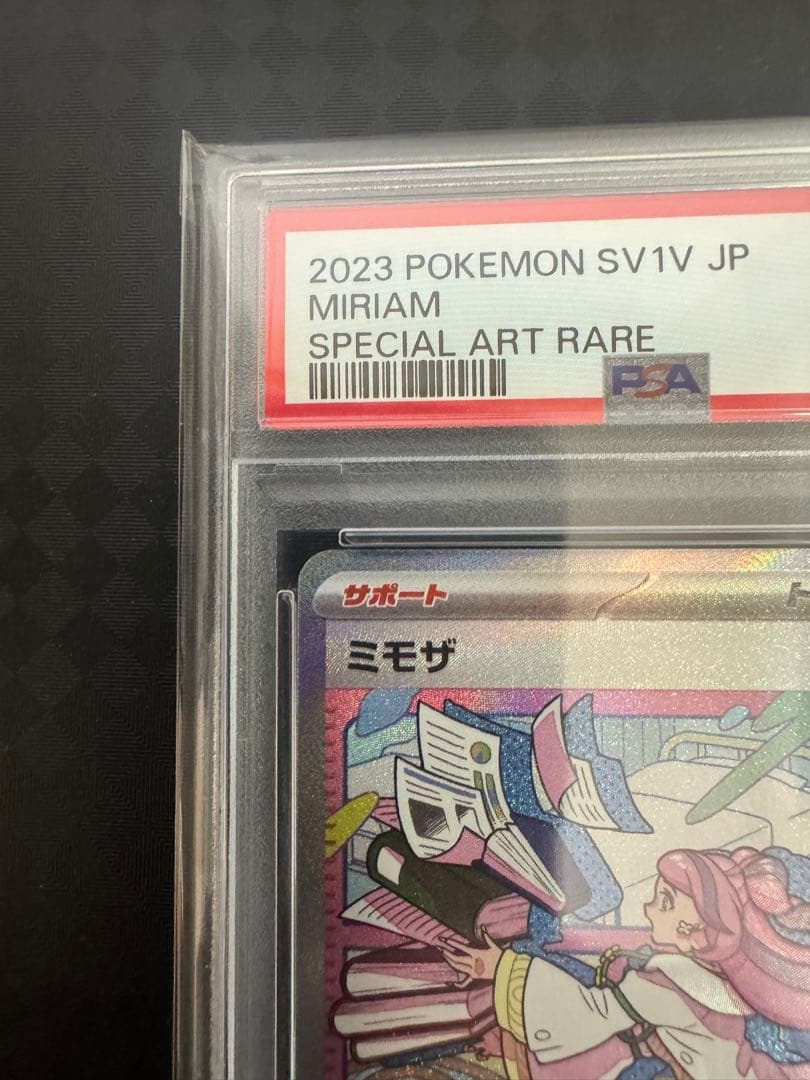 2023 POKEMON SV1V JP
MIRIAM
SPECIAL ART RARE
PSA
サポート
ミモザ